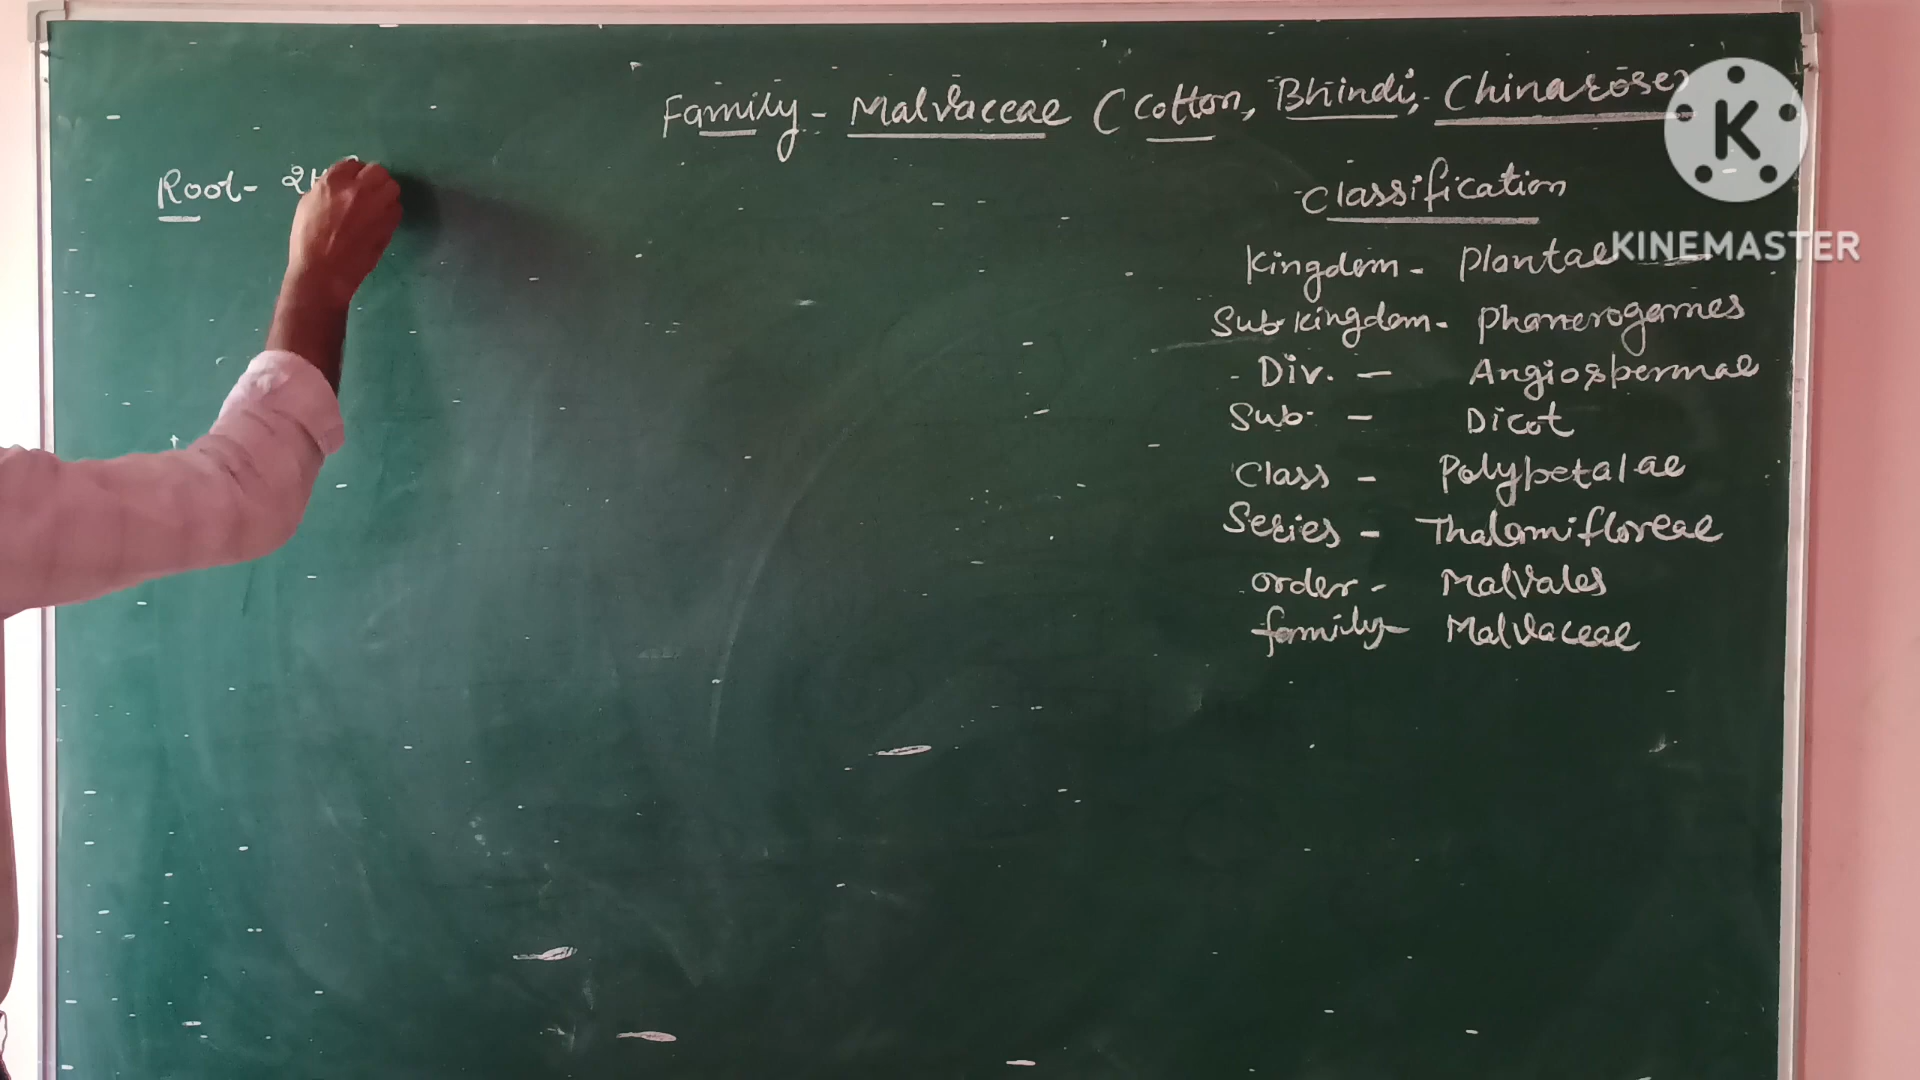 Family - Malvaceae (Cotton, Bhindi, Chinarose)
Root -
Classification
Kingdom - Plantae
Sub kingdom - Phanerogames
Div. - Angiospermae
Sub - Dicot
Class - Polypetalae
Series - Thalamifloreae
order - Malvales
family - Malvaceae
K
KINEMASTER